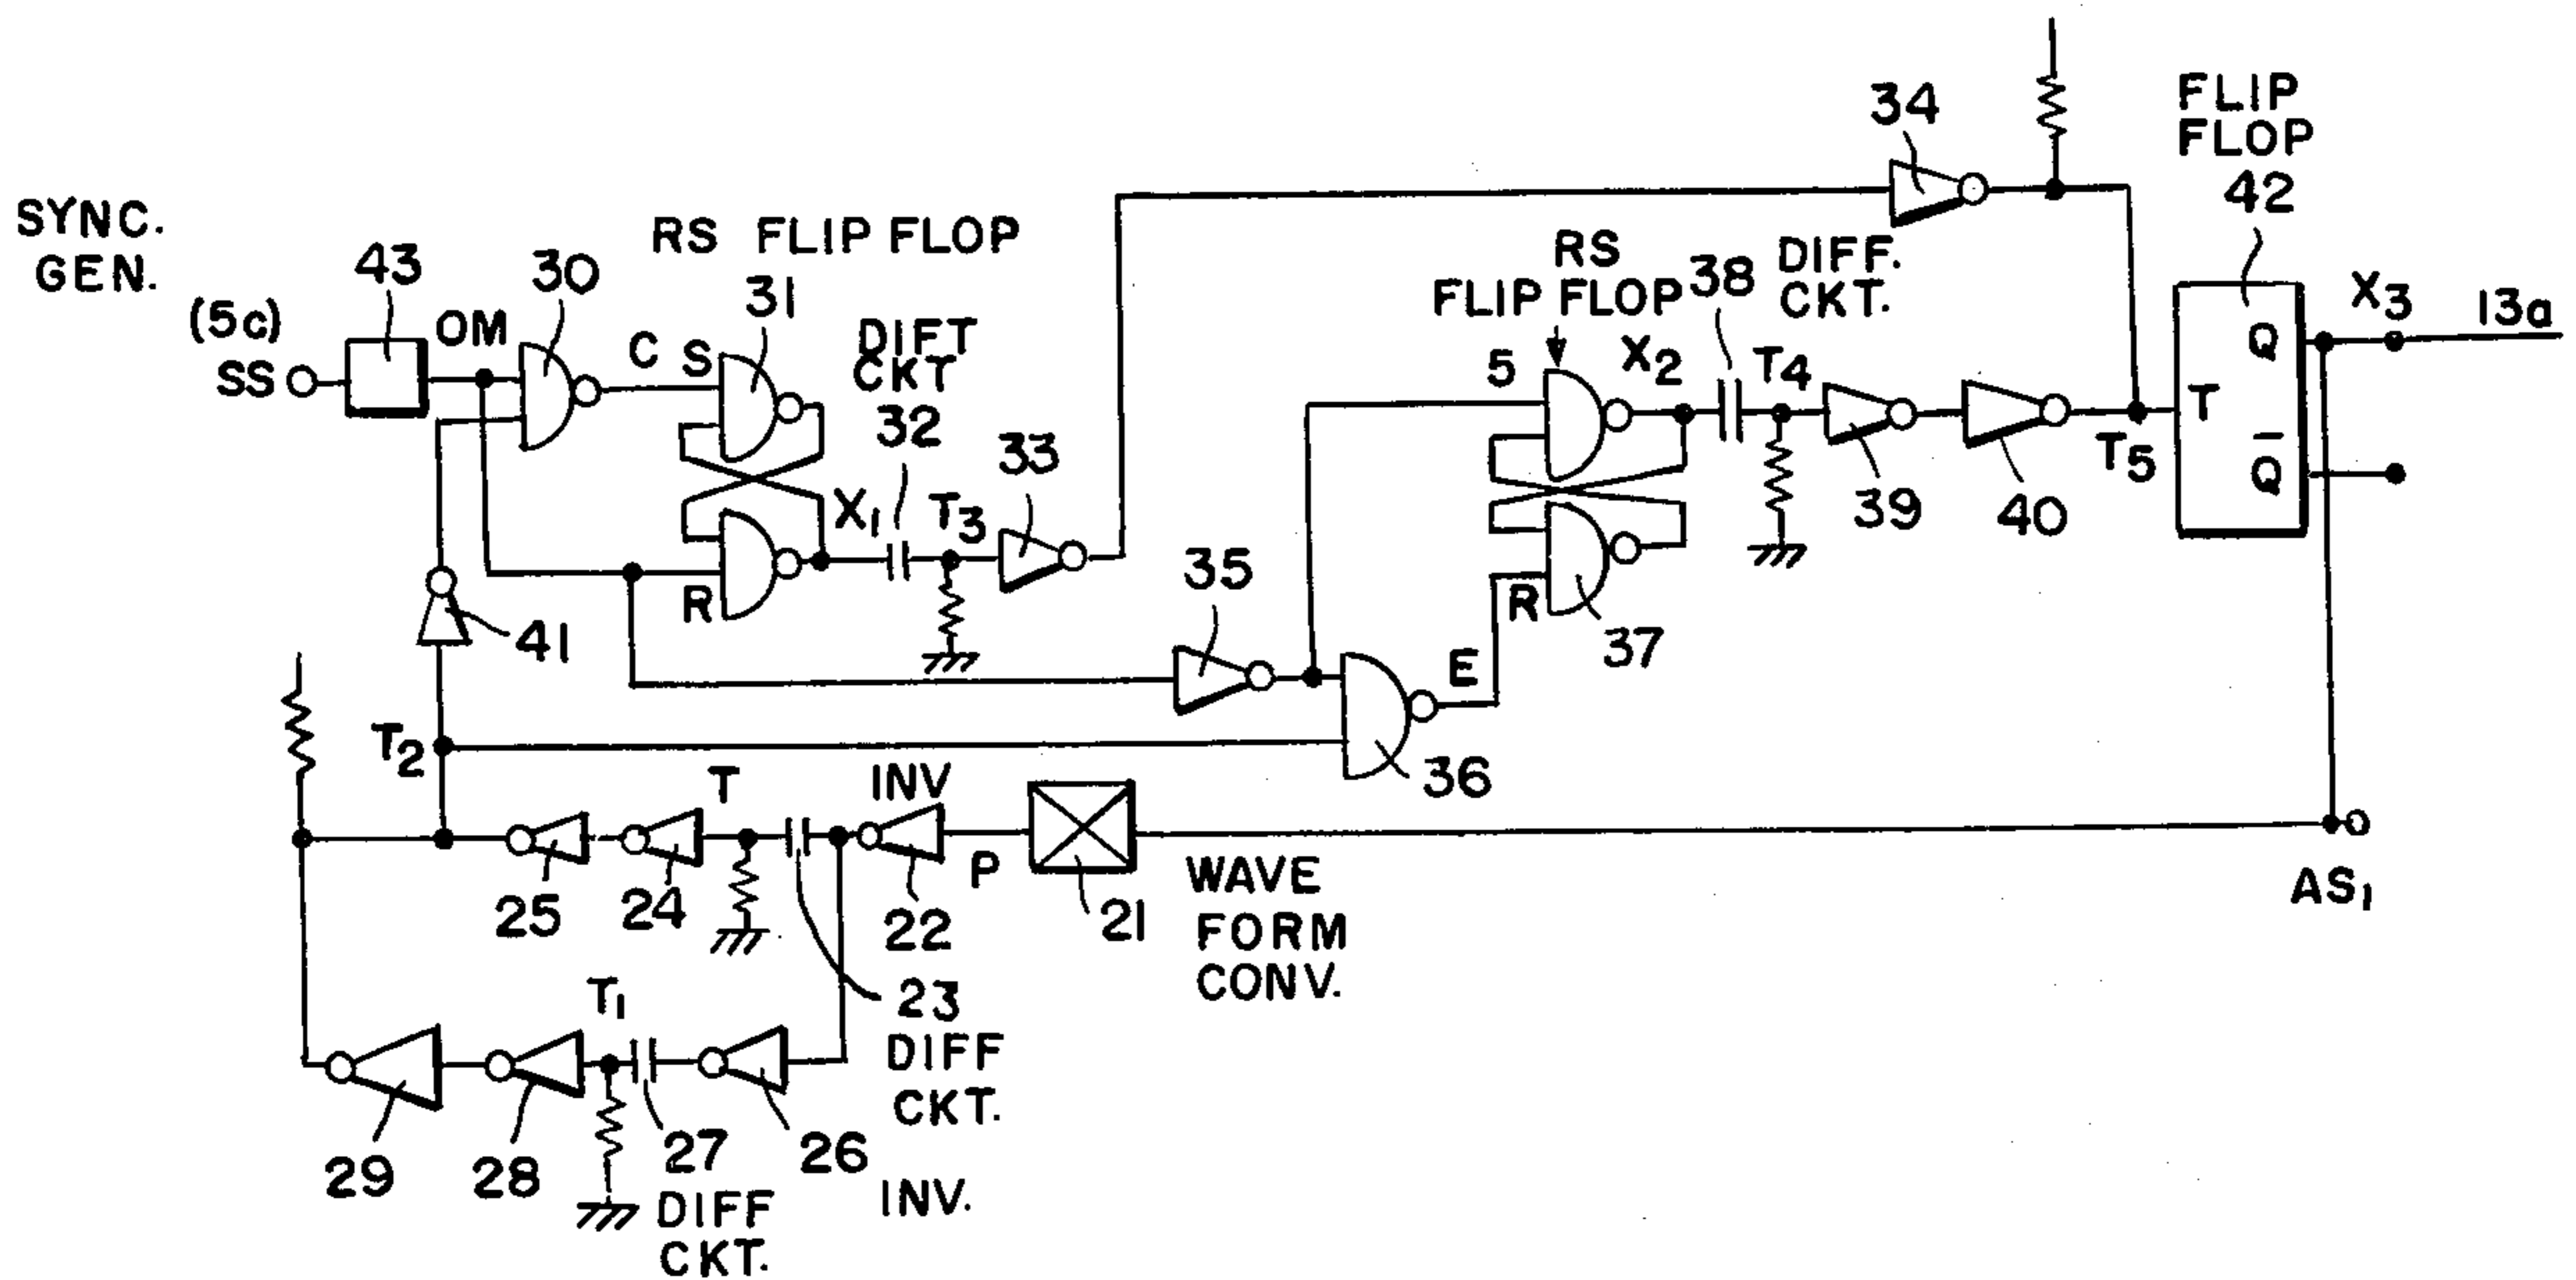 SYNC.
GEN.
(5c)
SS
43
OM
30
C
S
RS FLIP FLOP
31
DIFT
CKT
32
X1
T3
33
R
34
FLIP
FLOP
42
RS
FLIP FLOP
38
DIFF.
CKT.
5
X2
T4
39
40
T5
T
Q
Q̅
X3
13a
35
R
37
E
36
41
T2
T
INV
P
21
WAVE
FORM
CONV.
AS1
25
24
22
23
DIFF
CKT.
T1
29
28
27
DIFF
CKT.
26
INV.